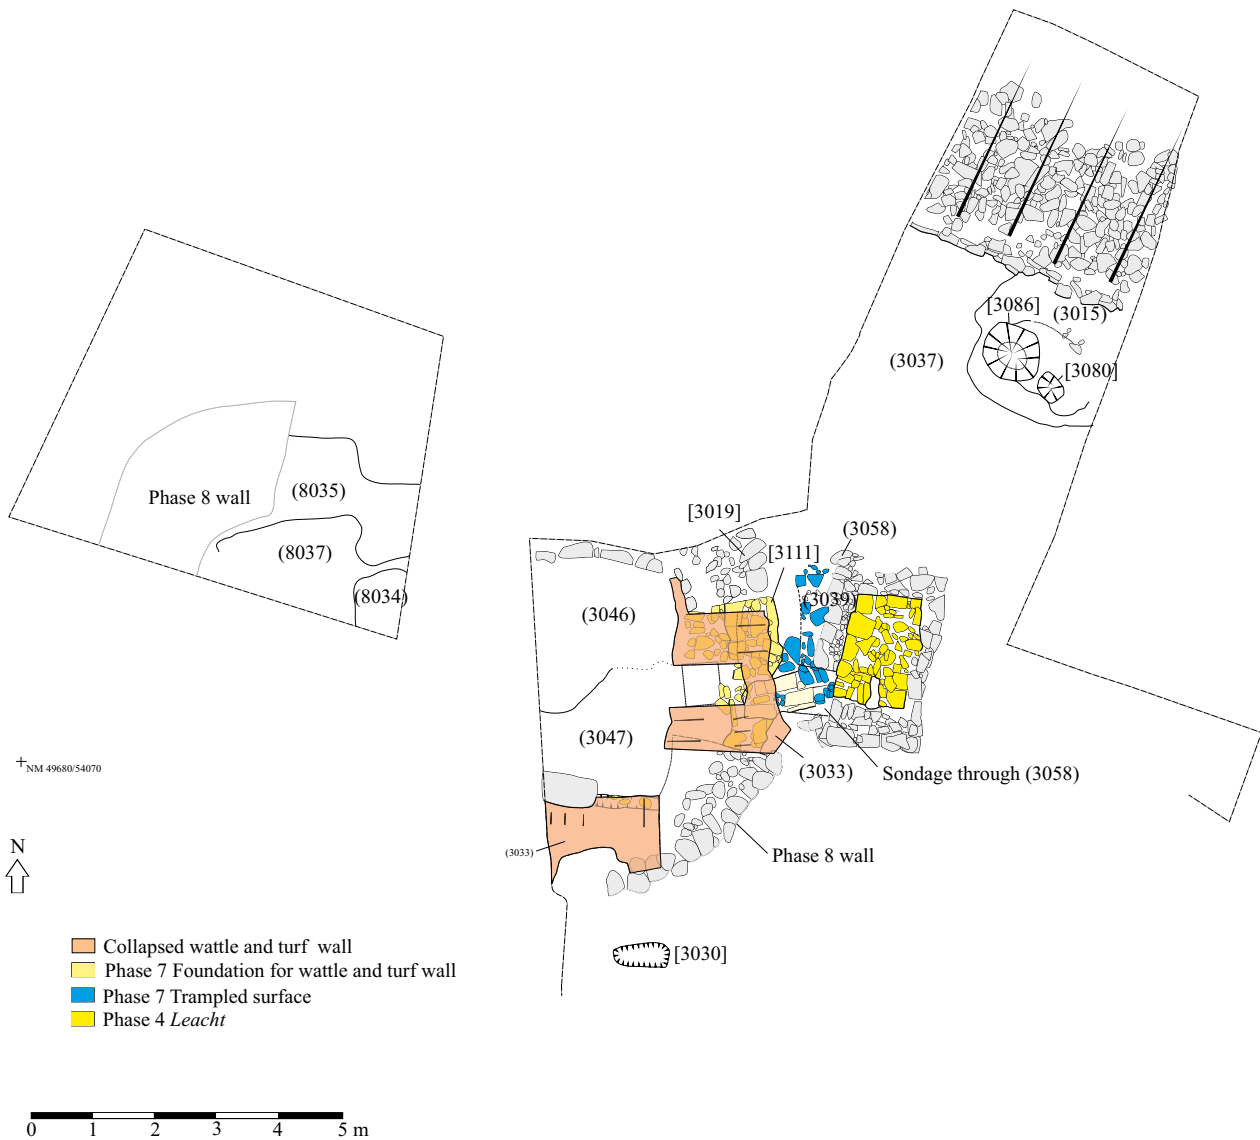 [3086]
(3015)
(3037)
[3080]
Phase 8 wall
(8035)
(8037)
(8034)
[3019]
(3058)
[3111]
(3039)
(3046)
(3047)
(3033)
Sondage through (3058)
NM 49680/54070
N
(3033)
Phase 8 wall
[3030]
Collapsed wattle and turf wall
Phase 7 Foundation for wattle and turf wall
Phase 7 Trampled surface
Phase 4 Leacht
0 1 2 3 4 5 m